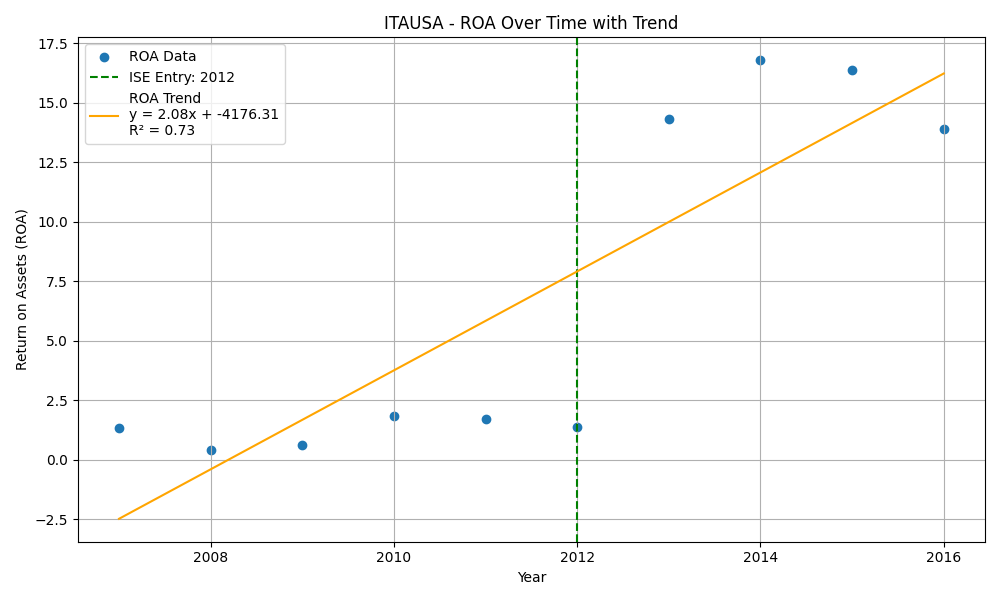 ITAUSA - ROA Over Time with Trend
ROA Data
ISE Entry: 2012
ROA Trend
y = 2.08x + -4176.31
R² = 0.73
17.5
15.0
12.5
10.0
7.5
5.0
2.5
0.0
−2.5
Return on Assets (ROA)
2008 2010 2012 2014 2016
Year